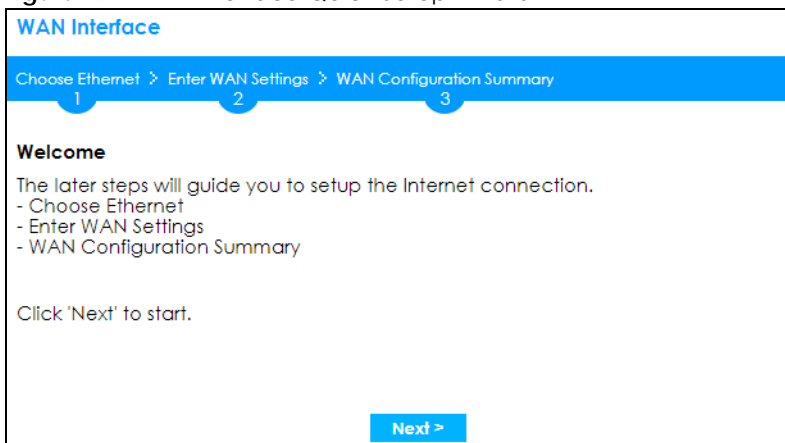 WAN Interface
Choose Ethernet > Enter WAN Settings > WAN Configuration Summary
1 2 3
Welcome
The later steps will guide you to setup the Internet connection.
- Choose Ethernet
- Enter WAN Settings
- WAN Configuration Summary
Click 'Next' to start.
Next >